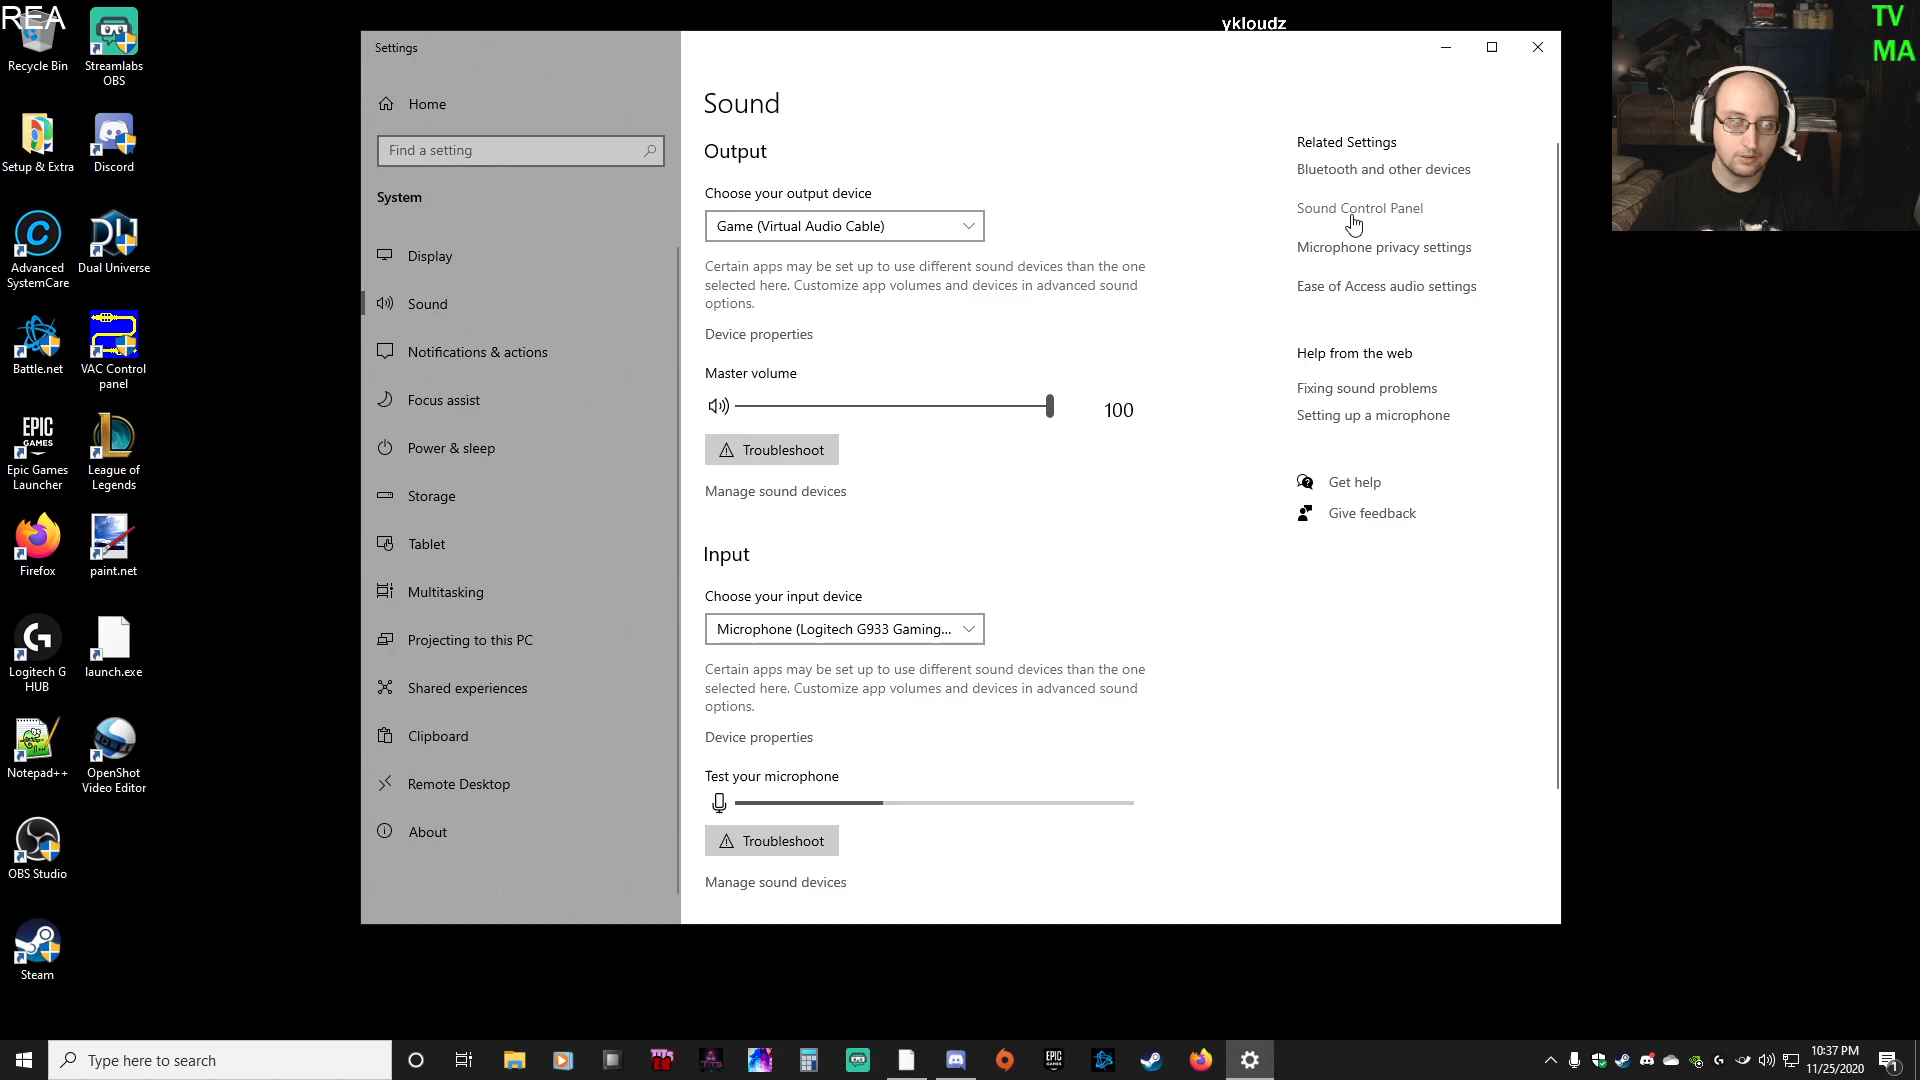 REA
ykloudz
TV
MA
Recycle Bin
Streamlabs
OBS
Setup & Extra
Discord
Advanced
SystemCare
Dual Universe
Battle.net
VAC Control
panel
EPIC
GAMES
Epic Games
Launcher
League of
Legends
Firefox
paint.net
Logitech G
HUB
launch.exe
Notepad++
OpenShot
Video Editor
OBS Studio
Steam
Settings
Home
Find a setting
System
Display
Sound
Notifications & actions
Focus assist
Power & sleep
Storage
Tablet
Multitasking
Projecting to this PC
Shared experiences
Clipboard
Remote Desktop
About
Sound
Output
Choose your output device
Game (Virtual Audio Cable)
Certain apps may be set up to use different sound devices than the one
selected here. Customize app volumes and devices in advanced sound
options.
Device properties
Master volume
100
Troubleshoot
Manage sound devices
Input
Choose your input device
Microphone (Logitech G933 Gaming...
Certain apps may be set up to use different sound devices than the one
selected here. Customize app volumes and devices in advanced sound
options.
Device properties
Test your microphone
Troubleshoot
Manage sound devices
Related Settings
Bluetooth and other devices
Sound Control Panel
Microphone privacy settings
Ease of Access audio settings
Help from the web
Fixing sound problems
Setting up a microphone
Get help
Give feedback
Type here to search
EPIC
GAMES
10:37 PM
11/25/2020
1